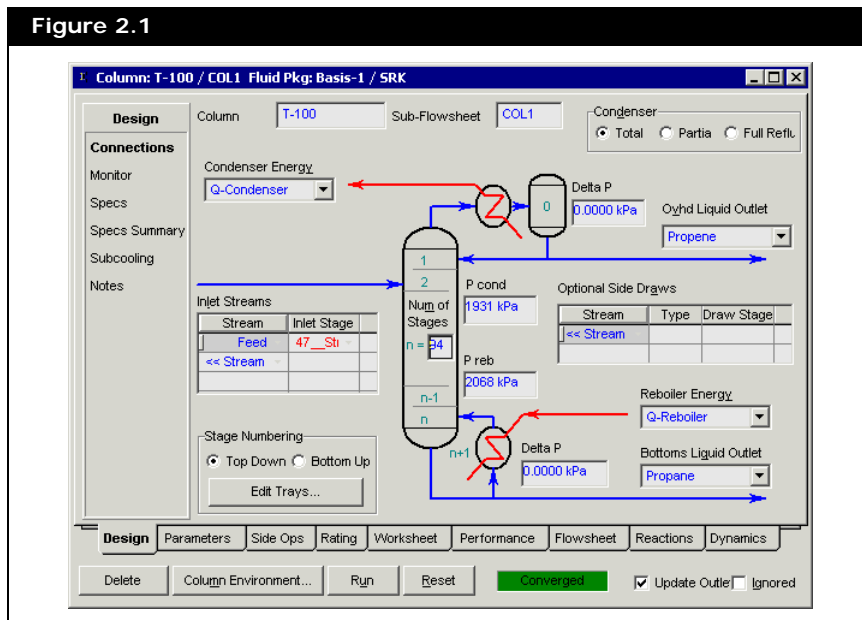 Figure 2.1
Column: T-100 / COL1 Fluid Pkg: Basis-1 / SRK
Design
Connections
Monitor
Specs
Specs Summary
Subcooling
Notes
Column
T-100
Sub-Flowsheet
COL1
Condenser
Total
Partia
Full Reflu
Condenser Energy
Q-Condenser
0
Delta P
0.0000 kPa
Ovhd Liquid Outlet
Propene
1
2
Num of
Stages
n =
94
n-1
n
n+1
P cond
1931 kPa
P reb
2068 kPa
Inlet Streams
Stream Inlet Stage
Feed 47__Sti
<< Stream
Optional Side Draws
Stream Type Draw Stage
<< Stream
Stage Numbering
Top Down Bottom Up
Edit Trays...
Delta P
0.0000 kPa
Reboiler Energy
Q-Reboiler
Bottoms Liquid Outlet
Propane
Design Parameters Side Ops Rating Worksheet Performance Flowsheet Reactions Dynamics
Delete Column Environment... Run Reset Converged Update Outlet Ignored